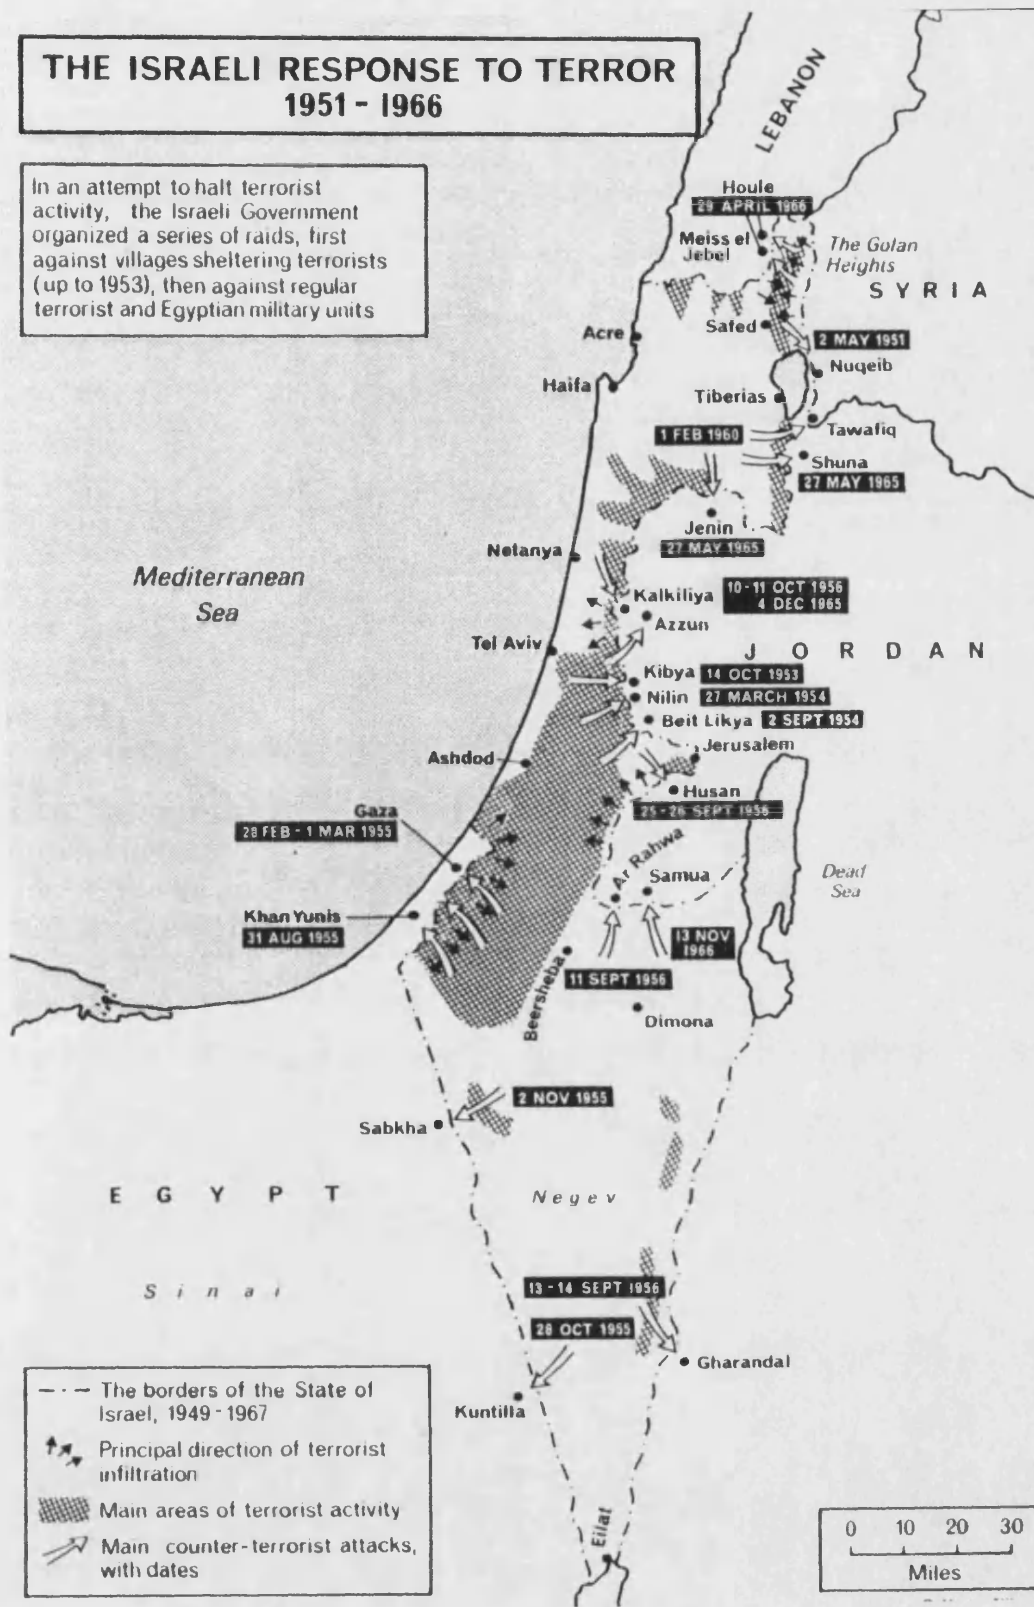 THE ISRAELI RESPONSE TO TERROR
1951 - 1966
In an attempt to halt terrorist
activity, the Israeli Government
organized a series of raids, first
against villages sheltering terrorists
(up to 1953), then against regular
terrorist and Egyptian military units
LEBANON
Houle
29 APRIL 1966
Meiss el
Jebel
The Golan
Heights
SYRIA
Safed
Acre
2 MAY 1951
Nuqeib
Haifa
Tiberias
Tawafiq
1 FEB 1960
Shuna
27 MAY 1965
Jenin
27 MAY 1965
Netanya
Mediterranean
Sea
Kalkiliya
10-11 OCT 1956
4 DEC 1965
Azzun
Tel Aviv
JORDAN
Kibya
14 OCT 1953
Nilin
27 MARCH 1954
Beit Likya
2 SEPT 1954
Jerusalem
Ashdod
Husan
25-26 SEPT 1956
Gaza
28 FEB - 1 MAR 1955
Ar Rahwa
Samua
Dead
Sea
Khan Yunis
31 AUG 1955
13 NOV
1966
11 SEPT 1956
Beersheba
Dimona
2 NOV 1955
Sabkha
EGYPT
Negev
Sinai
13-14 SEPT 1956
28 OCT 1955
Gharandal
Kuntilla
Eilat
The borders of the State of
Israel, 1949-1967
Principal direction of terrorist
infiltration
Main areas of terrorist activity
Main counter-terrorist attacks,
with dates
0 10 20 30
Miles